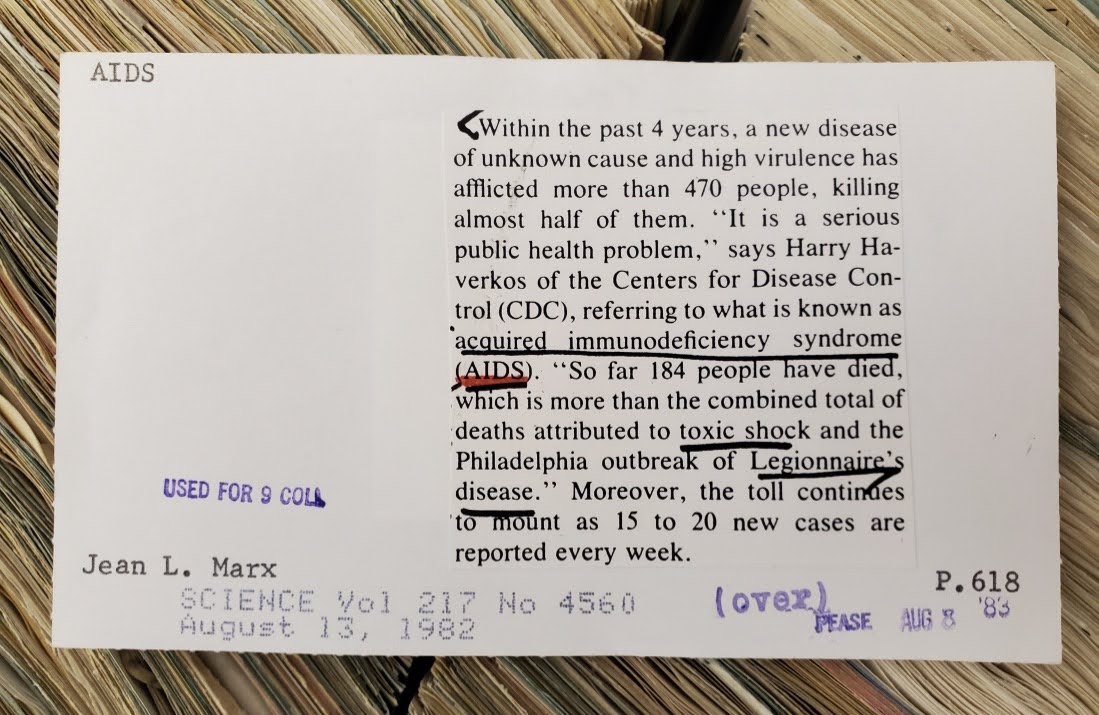 AIDS
Within the past 4 years, a new disease
of unknown cause and high virulence has
afflicted more than 470 people, killing
almost half of them. ‘‘It is a serious
public health problem,’’ says Harry Ha-
verkos of the Centers for Disease Con-
trol (CDC), referring to what is known as
acquired immunodeficiency syndrome
(AIDS). ‘‘So far 184 people have died,
which is more than the combined total of
deaths attributed to toxic shock and the
Philadelphia outbreak of Legionnaire's
disease.’’ Moreover, the toll continues
to mount as 15 to 20 new cases are
reported every week.
USED FOR 9 COLL
Jean L. Marx
SCIENCE Vol 217 No 4560
August 13, 1982
(over)
P.618
PEASE AUG 8 '83